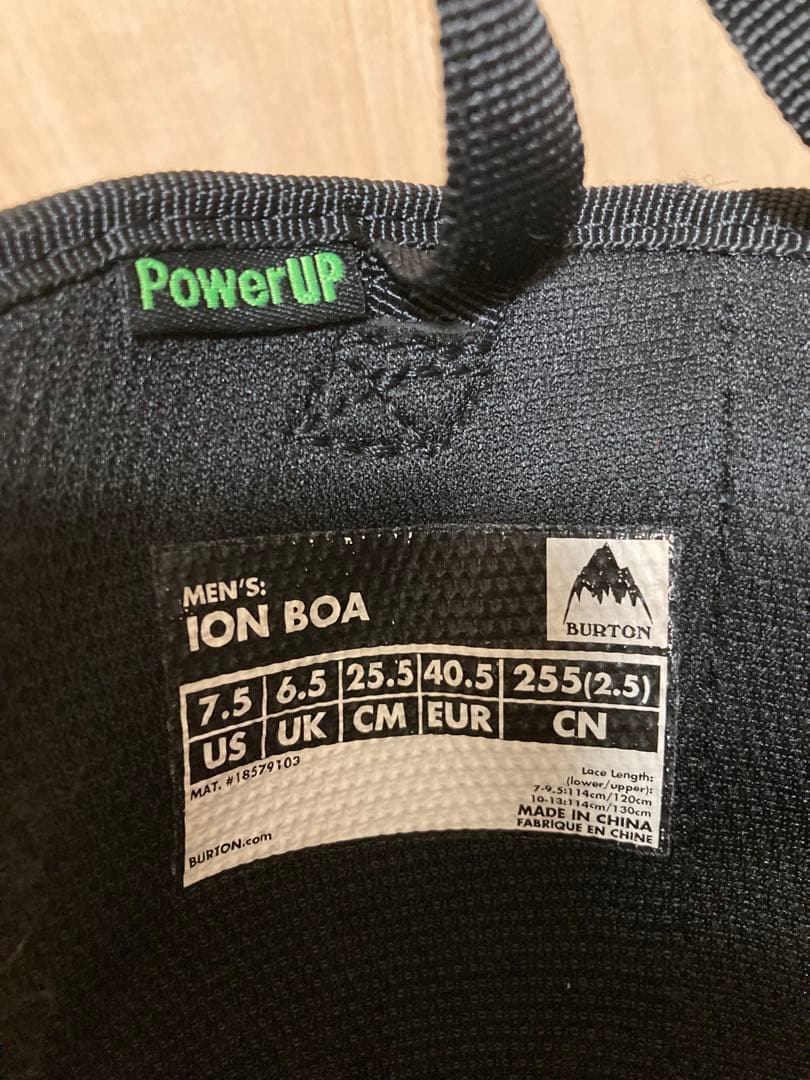 PowerUP
MEN'S:
ION BOA
BURTON
7.5 6.5 25.5 40.5 255(2.5)
US UK CM EUR CN
MAT. #18579103
Lace Length:
(lower/upper):
7-9.5:114cm/120cm
10-13:114cm/130cm
MADE IN CHINA
FABRIQUE EN CHINE
BURTON.com